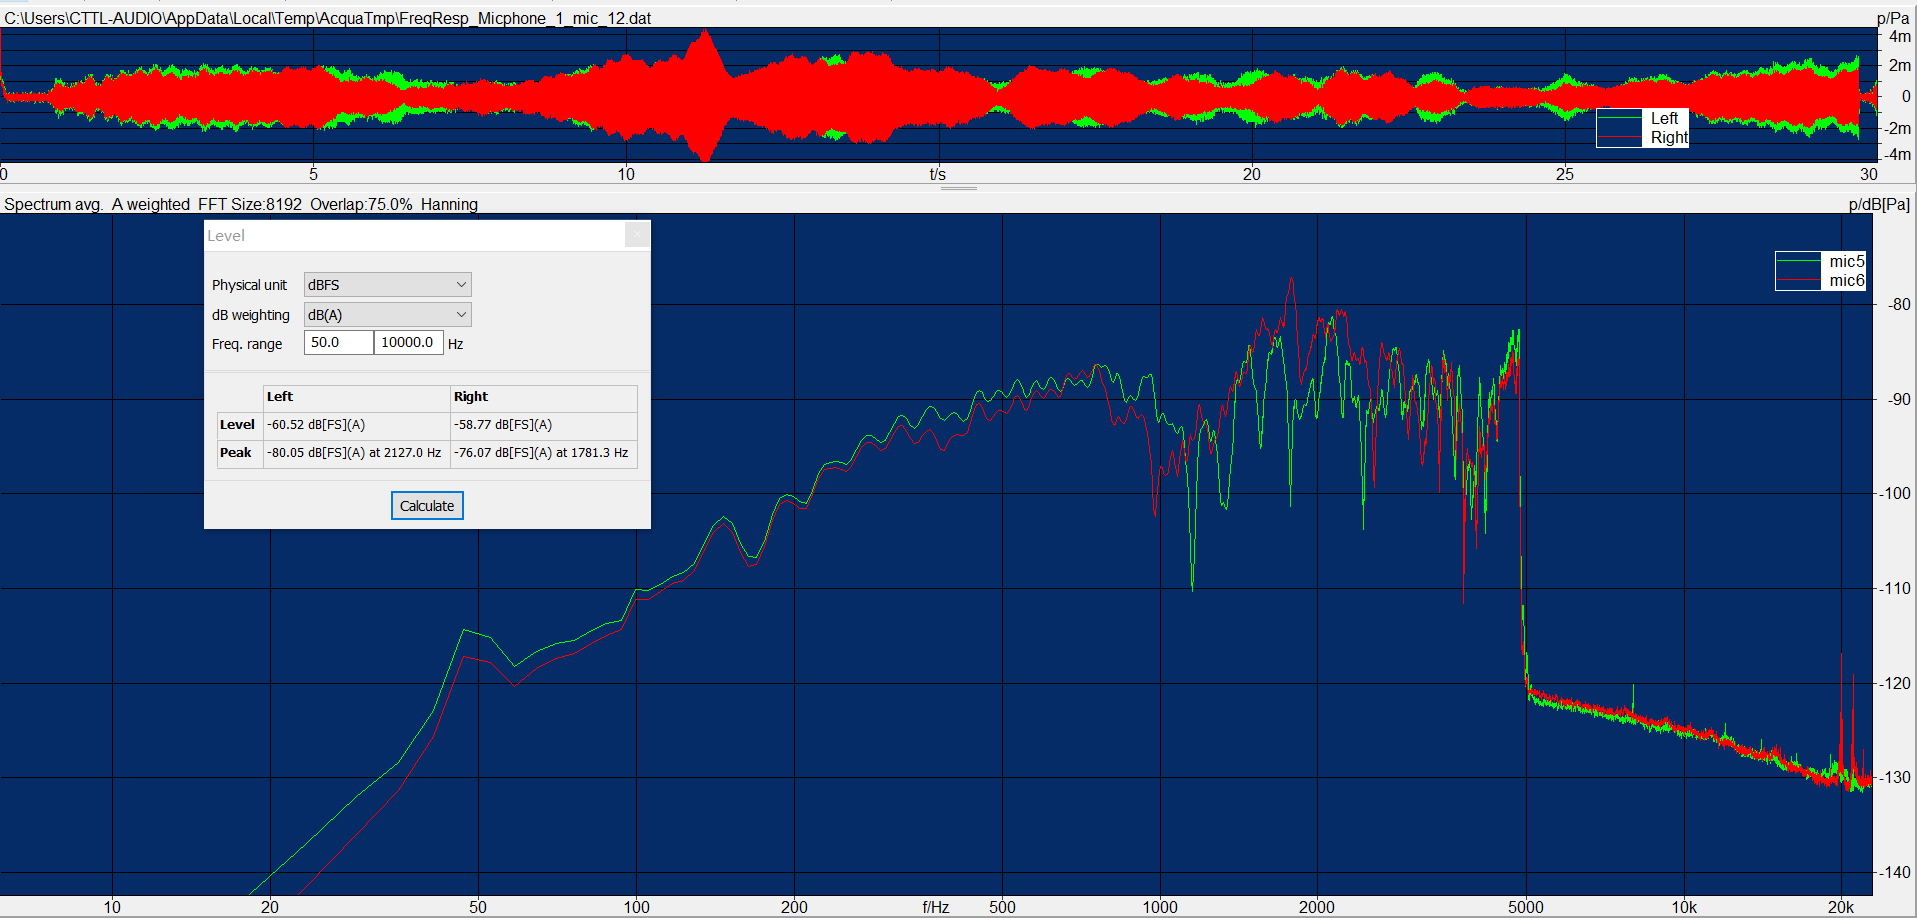 C:\Users\CTTL-AUDIO\AppData\Local\Temp\AcquaTmp\FreqResp_Micphone_1_mic_12.dat
p/Pa
4m
2m
0
-2m
-4m
Left
Right
0 5 10 t/s 20 25 30
Spectrum avg. A weighted FFT Size:8192 Overlap:75.0% Hanning
p/dB[Pa]
Level
Physical unit dBFS
dB weighting dB(A)
Freq. range 50.0 10000.0 Hz
Left Right
Level -60.52 dB[FS](A) -58.77 dB[FS](A)
Peak -80.05 dB[FS](A) at 2127.0 Hz -76.07 dB[FS](A) at 1781.3 Hz
Calculate
mic5
mic6
-80
-90
-100
-110
-120
-130
-140
10 20 50 100 200 f/Hz 500 1000 2000 5000 10k 20k